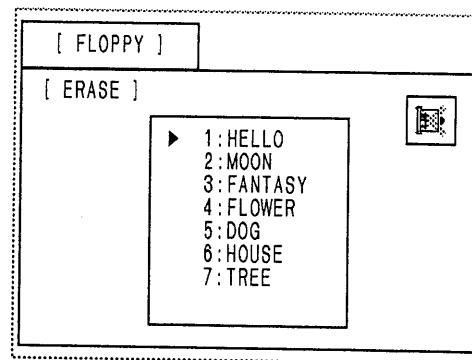 [ FLOPPY ]
[ ERASE ]
1:HELLO
2:MOON
3:FANTASY
4:FLOWER
5:DOG
6:HOUSE
7:TREE